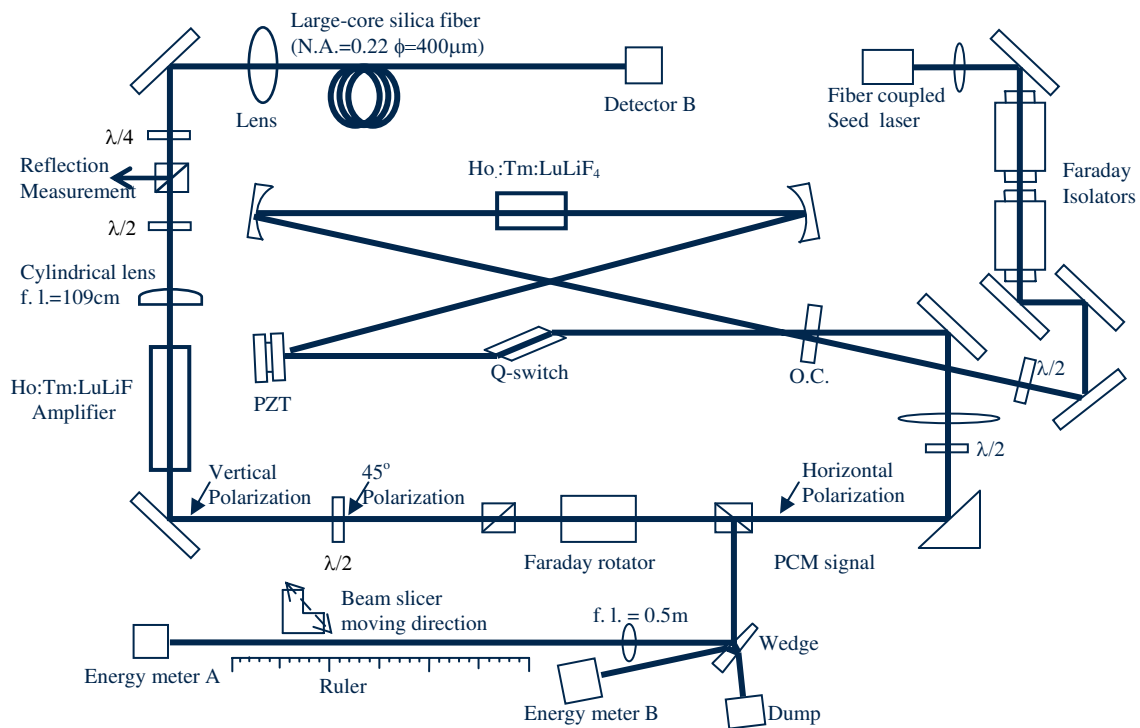 Large-core silica fiber
(N.A.=0.22 ϕ=400μm)
Lens
Detector B
Fiber coupled
Seed laser
λ/4
Reflection
Measurement
λ/2
Ho:Tm:LuLiF₄
Faraday
Isolators
Cylindrical lens
f. l.=109cm
Ho:Tm:LuLiF
Amplifier
PZT
Q-switch
O.C.
λ/2
λ/2
Vertical
Polarization
45°
Polarization
λ/2
Faraday rotator
Horizontal
Polarization
PCM signal
Beam slicer
moving direction
f. l. = 0.5m
Wedge
Energy meter A
Ruler
Energy meter B
Dump